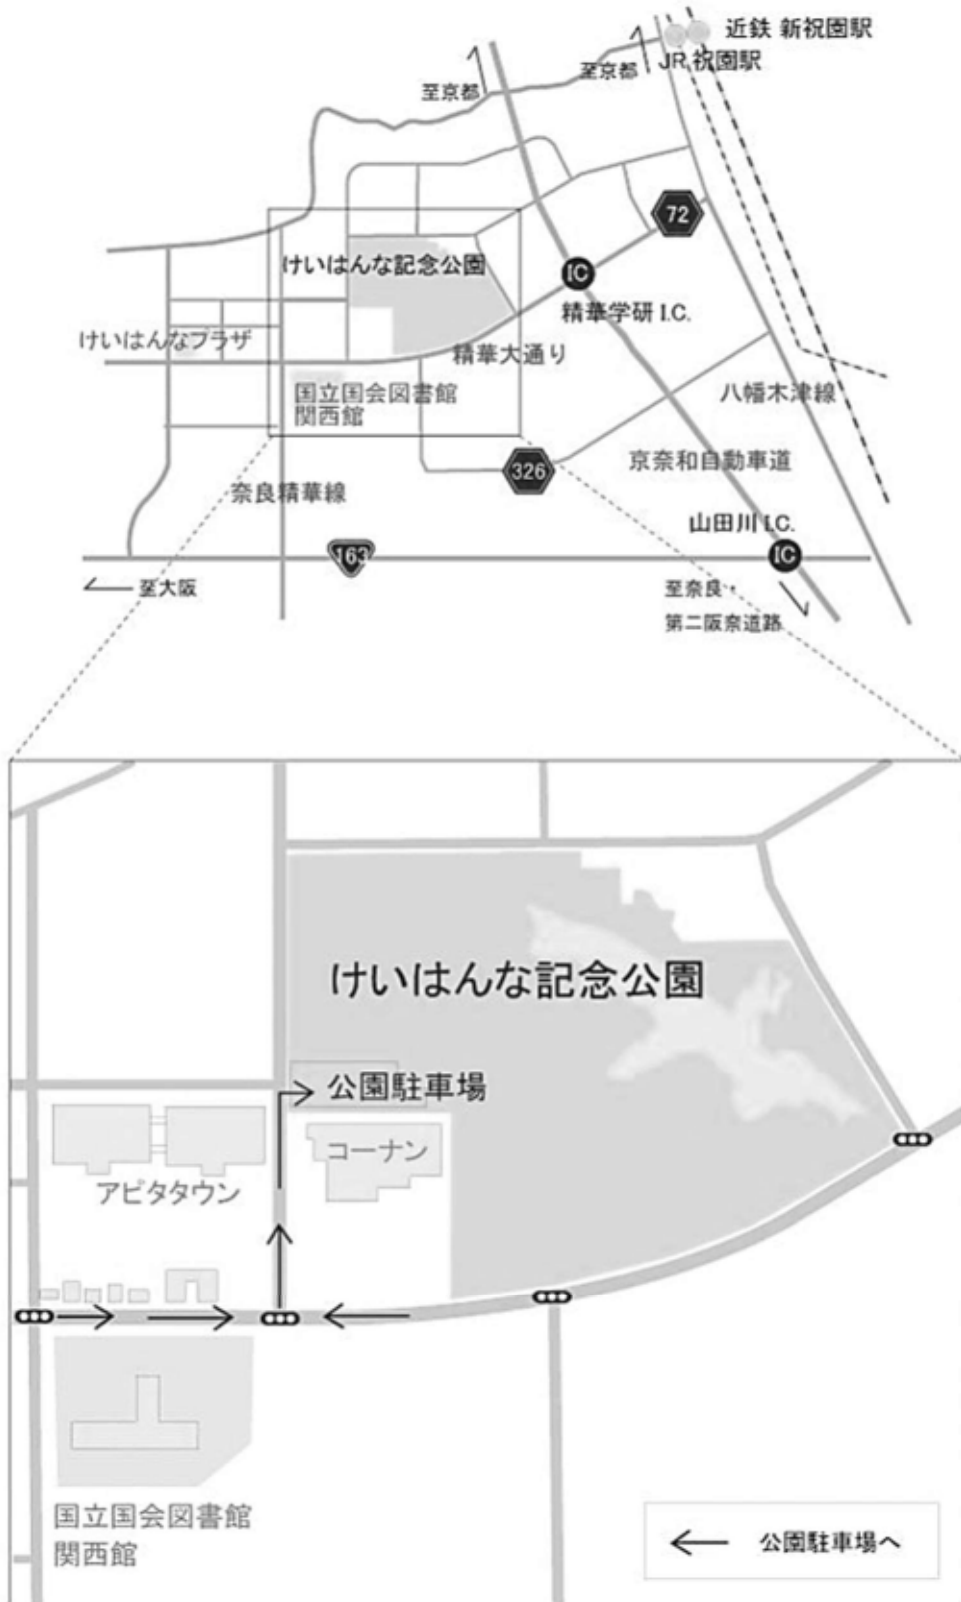 近鉄 新祝園駅
JR 祝園駅
至京都
至京都
72
けいはんな記念公園
IC
精華学研 I.C.
けいはんなプラザ
精華大通り
国立国会図書館
関西館
八幡木津線
326
京奈和自動車道
奈良精華線
山田川 I.C.
163
IC
至大阪
至奈良・
第二阪奈道路
けいはんな記念公園
公園駐車場
コーナン
アピタタウン
国立国会図書館
関西館
公園駐車場へ